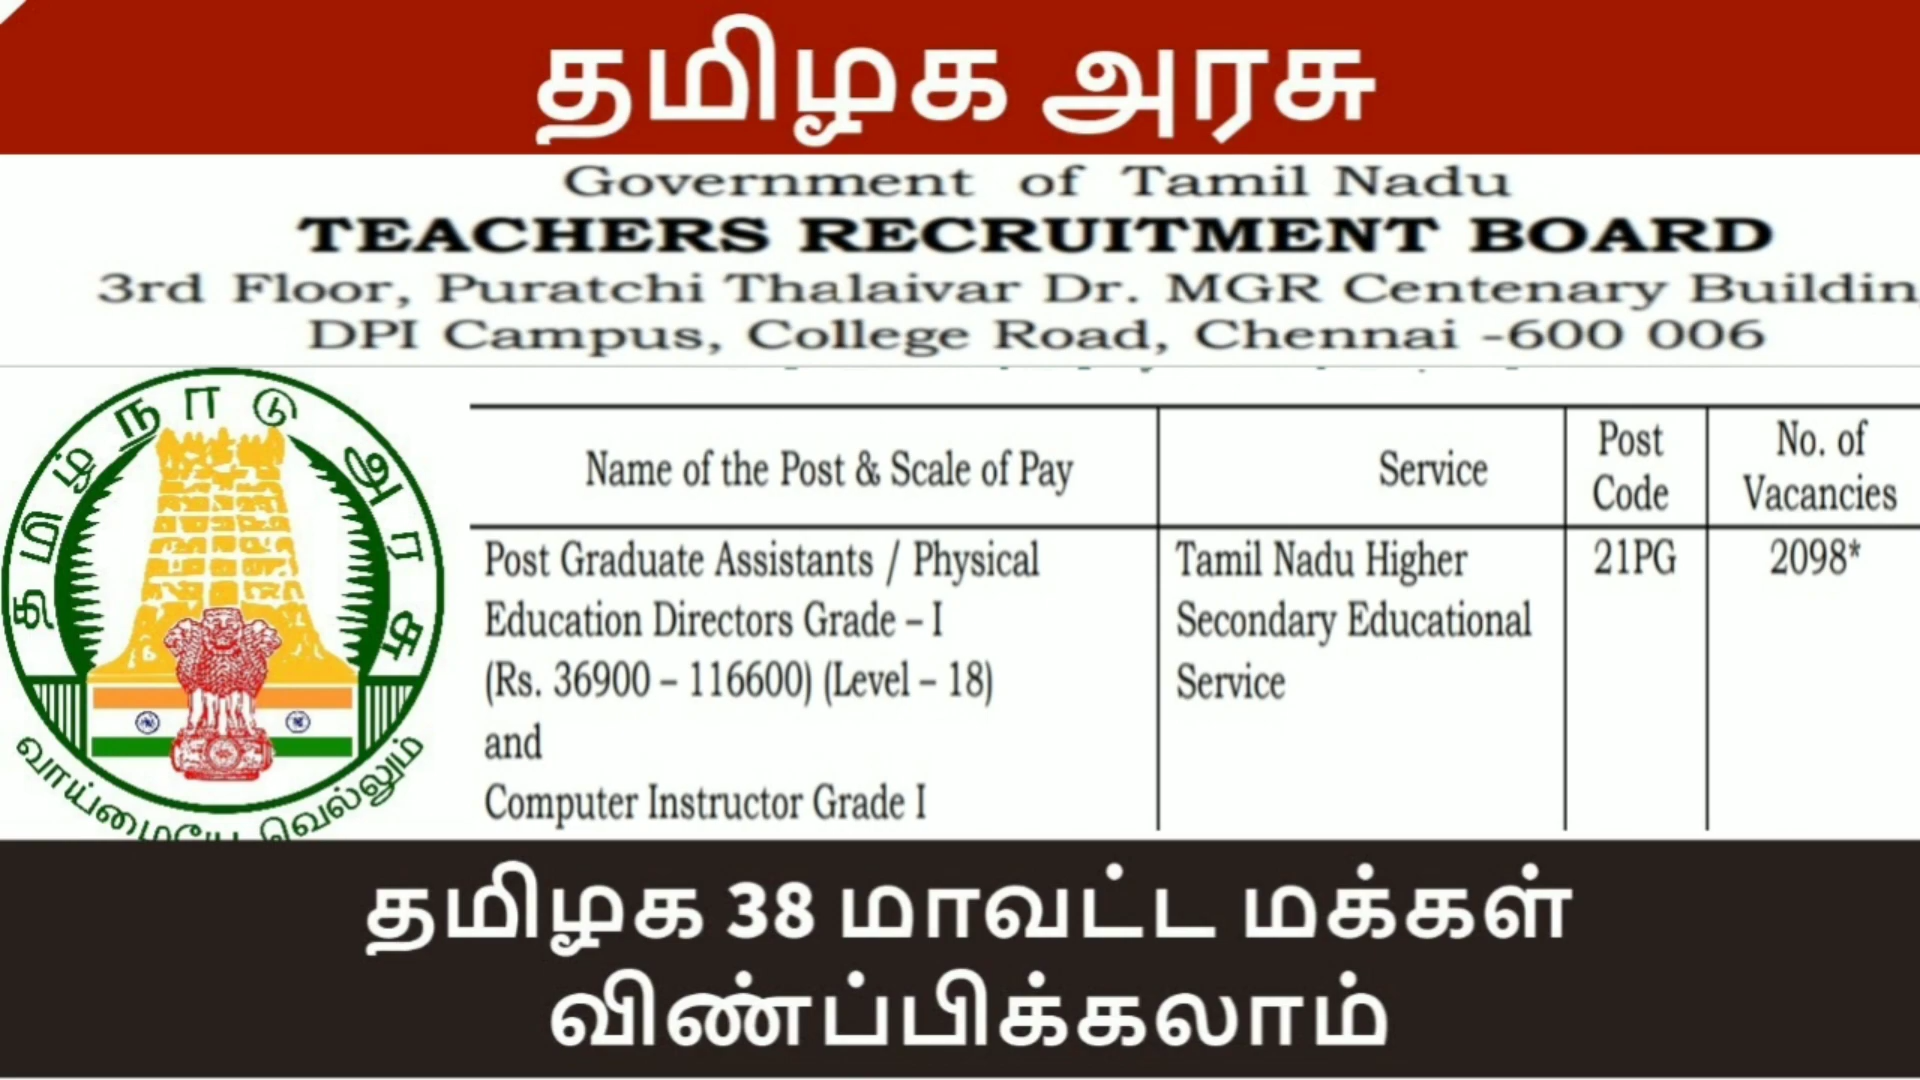 தமிழக அரசு
Government of Tamil Nadu
TEACHERS RECRUITMENT BOARD
3rd Floor, Puratchi Thalaivar Dr. MGR Centenary Buildin
DPI Campus, College Road, Chennai -600 006
தமிழ்நாடு அரசு
வாய்மையே வெல்லும்
Name of the Post & Scale of Pay
Service
Post
Code
No. of
Vacancies
Post Graduate Assistants / Physical
Education Directors Grade – I
(Rs. 36900 – 116600) (Level – 18)
and
Computer Instructor Grade I
Tamil Nadu Higher
Secondary Educational
Service
21PG
2098*
தமிழக 38 மாவட்ட மக்கள்
விண்ப்பிக்கலாம்